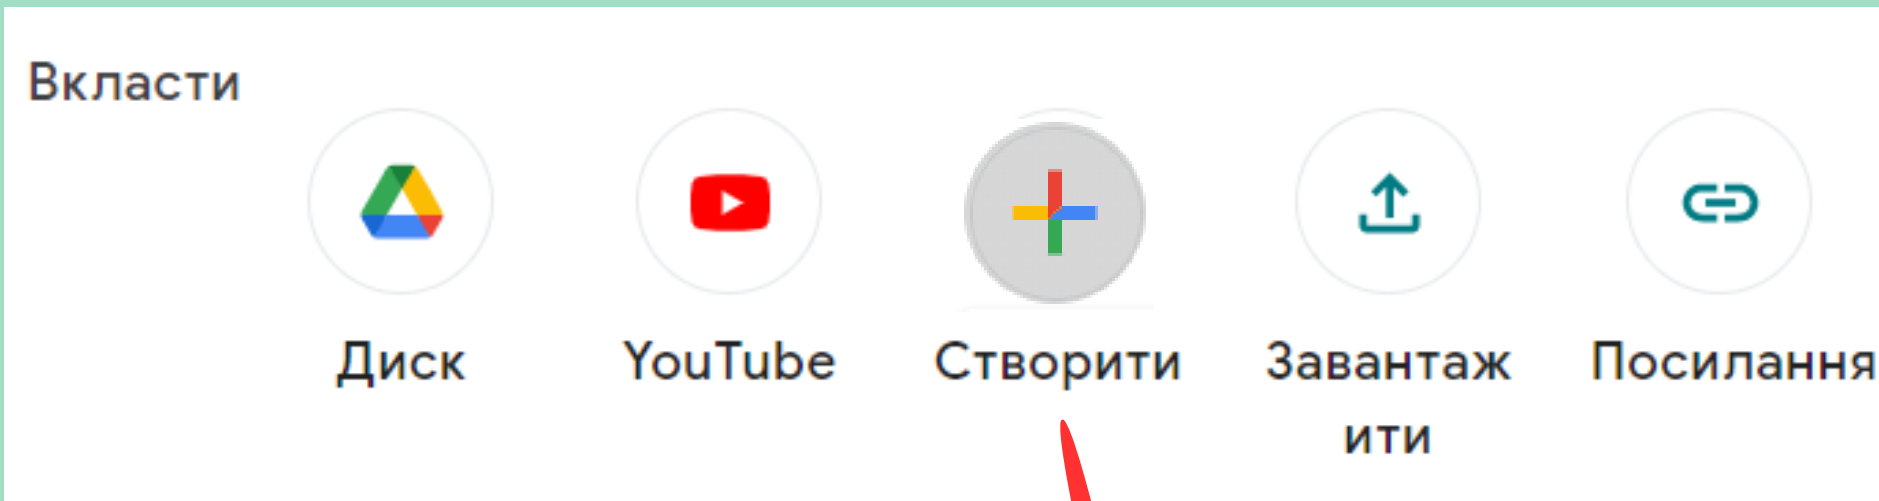 Вкласти
Диск
YouTube
Створити
Завантаж
ити
Посилання